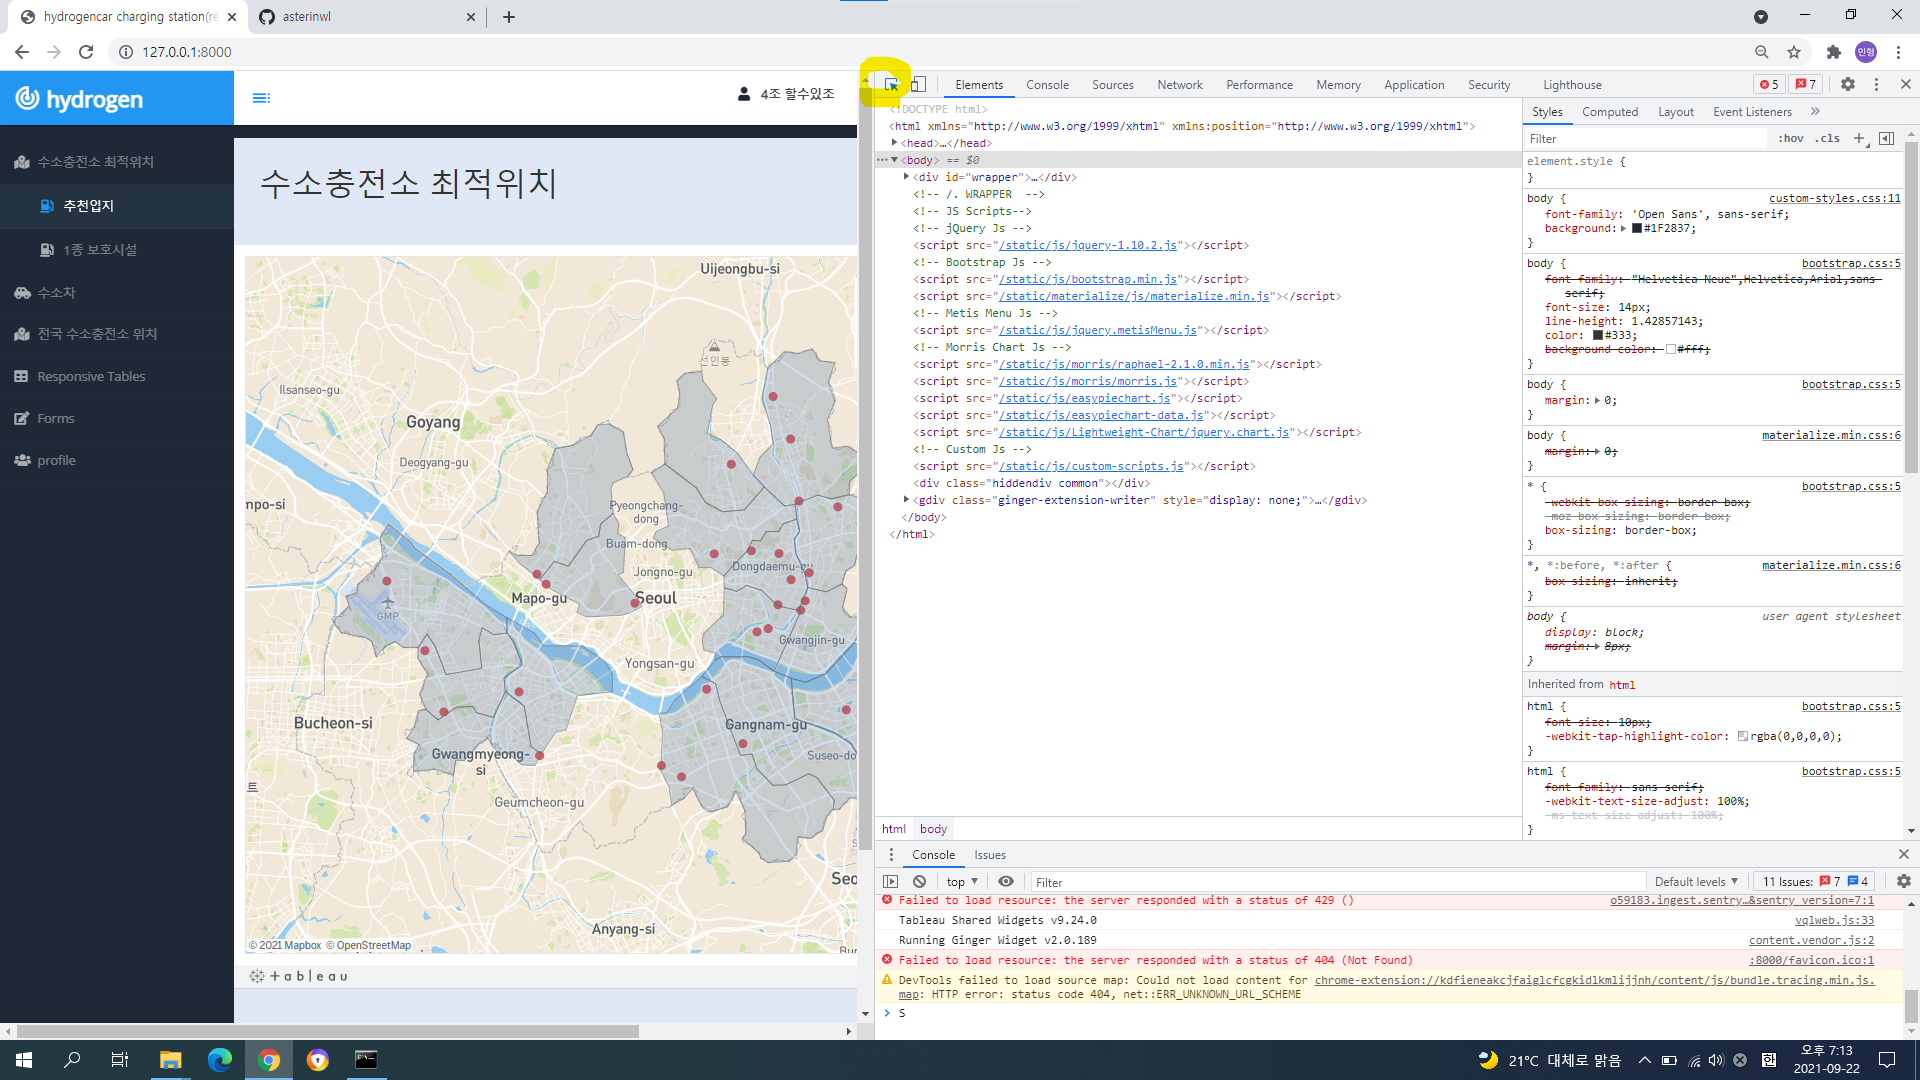 hydrogencar charging station(re
asterinwl
127.0.0.1:8000
민형
hydrogen
4조 할수있조
수소충전소 최적위치
추천입지
1종 보호시설
수소차
전국 수소충전소 위치
Responsive Tables
Forms
profile
수소충전소 최적위치
Uijeongbu-si
선인봉
Ilsanseo-gu
Goyang
Deogyang-gu
mpo-si
Pyeongchang-
dong
Buam-dong
Jongno-gu
Dongdaemu
Mapo-gu
Seoul
GMP
Gwangjin-gu
Yongsan-gu
Bucheon-si
Gangnam-gu
Gwangmyeong-
si
Suseo-do
트
Geumcheon-gu
Seo
Anyang-si
Bun
© 2021 Mapbox © OpenStreetMap
+ a b | e a u
Elements
Console
Sources
Network
Performance
Memory
Application
Security
Lighthouse
5
7
<!DOCTYPE html>
<html xmlns="http://www.w3.org/1999/xhtml" xmlns:position="http://www.w3.org/1999/xhtml">
<head>…</head>
<body> == $0
<div id="wrapper">…</div>
<!-- /. WRAPPER  -->
<!-- JS Scripts-->
<!-- jQuery Js -->
<script src="/static/js/jquery-1.10.2.js"></script>
<!-- Bootstrap Js -->
<script src="/static/js/bootstrap.min.js"></script>
<script src="/static/materialize/js/materialize.min.js"></script>
<!-- Metis Menu Js -->
<script src="/static/js/jquery.metisMenu.js"></script>
<!-- Morris Chart Js -->
<script src="/static/js/morris/raphael-2.1.0.min.js"></script>
<script src="/static/js/morris/morris.js"></script>
<script src="/static/js/easypiechart.js"></script>
<script src="/static/js/easypiechart-data.js"></script>
<script src="/static/js/Lightweight-Chart/jquery.chart.js"></script>
<!-- Custom Js -->
<script src="/static/js/custom-scripts.js"></script>
<div class="hiddendiv common"></div>
<gdiv class="ginger-extension-writer" style="display: none;">…</gdiv>
</body>
</html>
html body
Styles
Computed
Layout
Event Listeners
Filter
:hov .cls
element.style {
}
body { custom-styles.css:11
font-family: 'Open Sans', sans-serif;
background: #1F2837;
}
body { bootstrap.css:5
font-family: "Helvetica Neue",Helvetica,Arial,sans-
serif;
font-size: 14px;
line-height: 1.42857143;
color: #333;
background-color: #fff;
}
body { bootstrap.css:5
margin: 0;
}
body { materialize.min.css:6
margin: 0;
}
* { bootstrap.css:5
-webkit-box-sizing: border-box;
-moz-box-sizing: border-box;
box-sizing: border-box;
}
*, *:before, *:after { materialize.min.css:6
box-sizing: inherit;
}
body { user agent stylesheet
display: block;
margin: 8px;
}
Inherited from html
html { bootstrap.css:5
font-size: 10px;
-webkit-tap-highlight-color: rgba(0,0,0,0);
}
html { bootstrap.css:5
font-family: sans-serif;
-webkit-text-size-adjust: 100%;
-ms-text-size-adjust: 100%;
}
Console
Issues
top
Filter
Default levels
11 Issues: 7 4
Failed to load resource: the server responded with a status of 429 () o59183.ingest.sentry…&sentry_version=7:1
Tableau Shared Widgets v9.24.0 vqlweb.js:33
Running Ginger Widget v2.0.189 content.vendor.js:2
Failed to load resource: the server responded with a status of 404 (Not Found) :8000/favicon.ico:1
DevTools failed to load source map: Could not load content for chrome-extension://kdfieneakcjfaiglcfcgkidlkmlijjnh/content/js/bundle.tracing.min.js.
map: HTTP error: status code 404, net::ERR_UNKNOWN_URL_SCHEME
> S
21°C 대체로 맑음
한
오후 7:13
2021-09-22